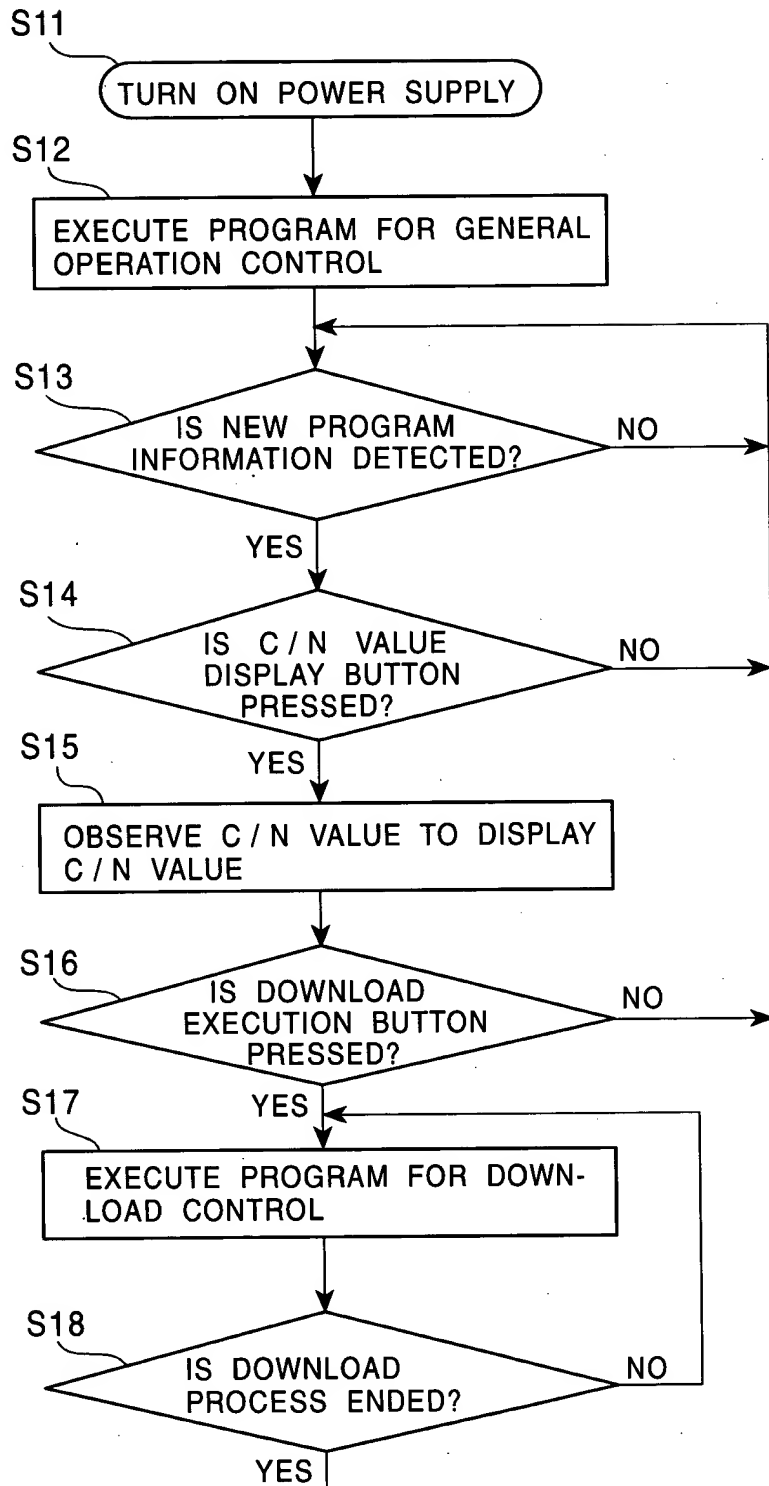 S11
TURN ON POWER SUPPLY
S12
EXECUTE PROGRAM FOR GENERAL
OPERATION CONTROL
S13
IS NEW PROGRAM
INFORMATION DETECTED?
NO
YES
S14
IS C/N VALUE
DISPLAY BUTTON
PRESSED?
NO
YES
S15
OBSERVE C/N VALUE TO DISPLAY
C/N VALUE
S16
IS DOWNLOAD
EXECUTION BUTTON
PRESSED?
NO
YES
S17
EXECUTE PROGRAM FOR DOWN-
LOAD CONTROL
S18
IS DOWNLOAD
PROCESS ENDED?
NO
YES